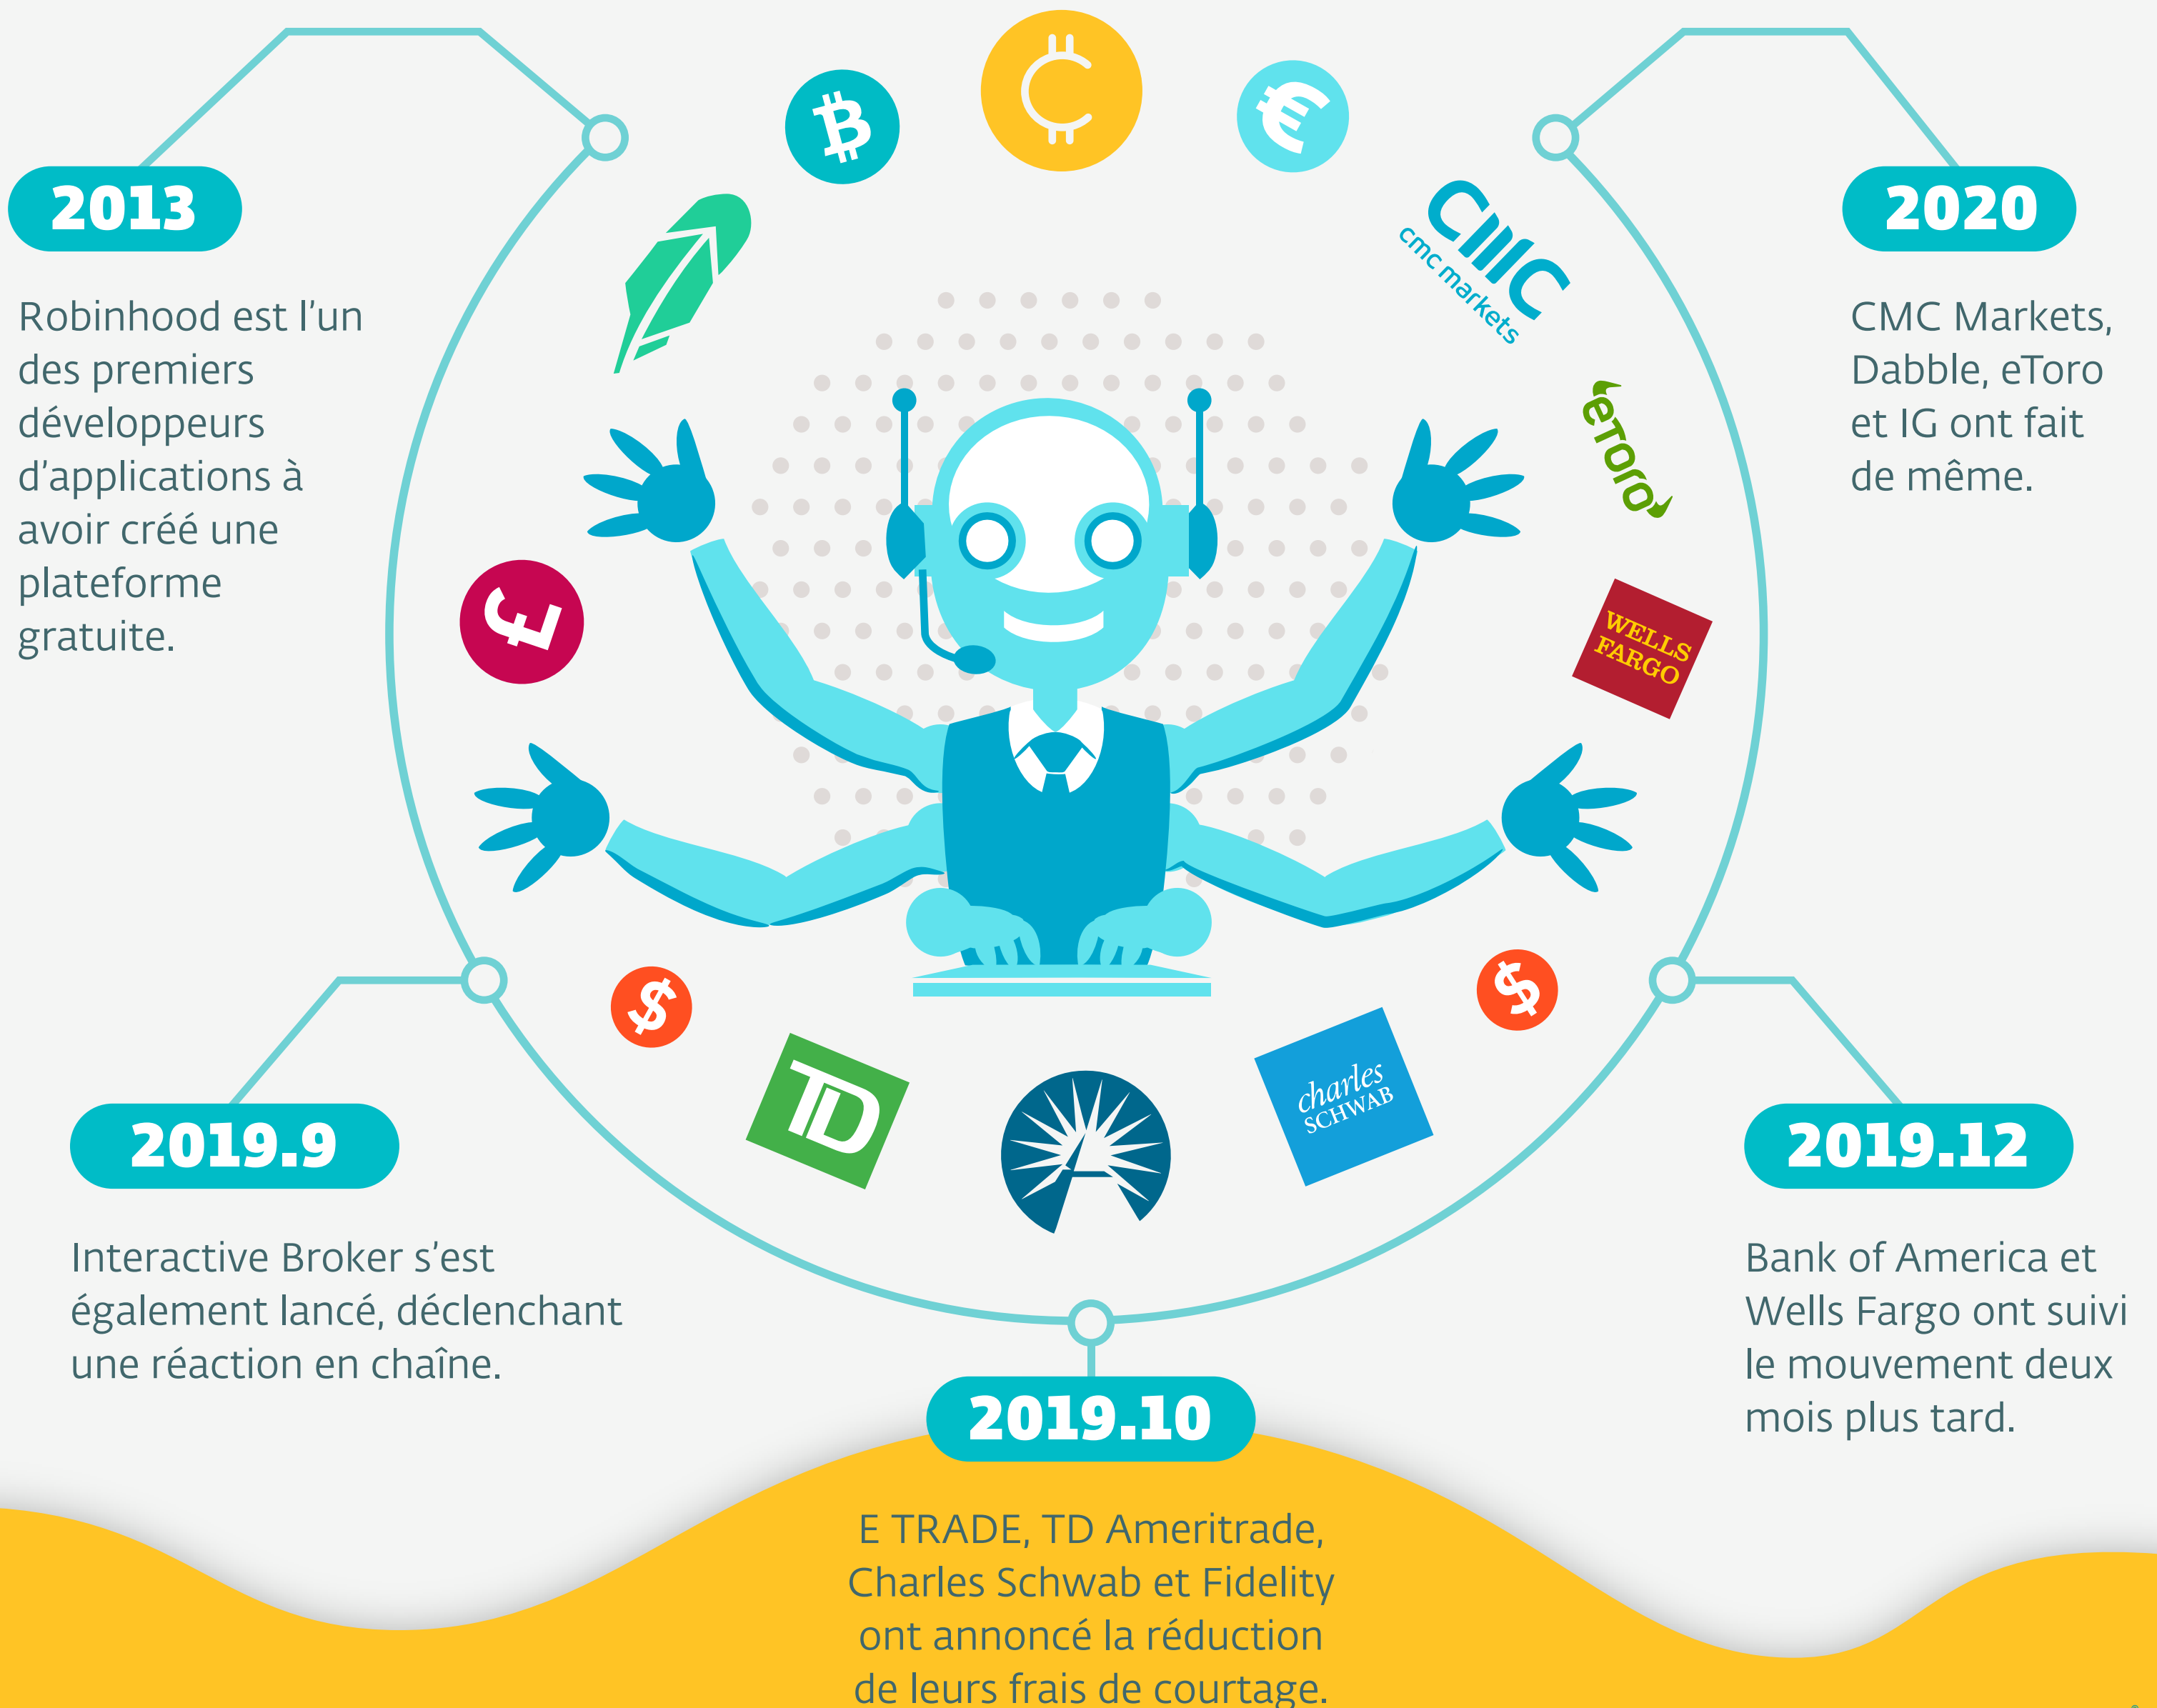 2013
Robinhood est l’un
des premiers
développeurs
d’applications à
avoir créé une
plateforme
gratuite.
2019.9
Interactive Broker s’est
également lancé, déclenchant
une réaction en chaîne.
2019.10
E TRADE, TD Ameritrade,
Charles Schwab et Fidelity
ont annoncé la réduction
de leurs frais de courtage.
2019.12
Bank of America et
Wells Fargo ont suivi
le mouvement deux
mois plus tard.
2020
CMC Markets,
Dabble, eToro
et IG ont fait
de même.
cmc
cmc markets
eToro
WELLS
FARGO
TD
charles
SCHWAB